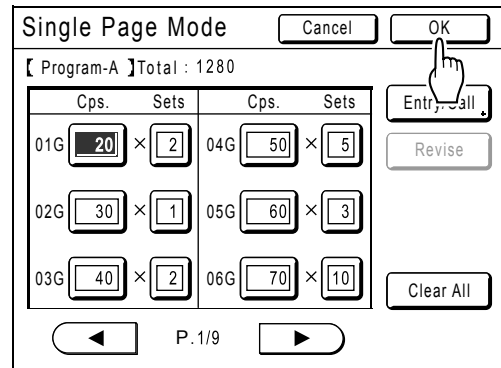 Single Page Mode Cancel OK
【 Program-A 】Total : 1280
Cps. Sets Cps. Sets Entry/Call
01G 20 × 2 04G 50 × 5 Revise
02G 30 × 1 05G 60 × 3
03G 40 × 2 06G 70 × 10 Clear All
◀ P.1/9 ▶